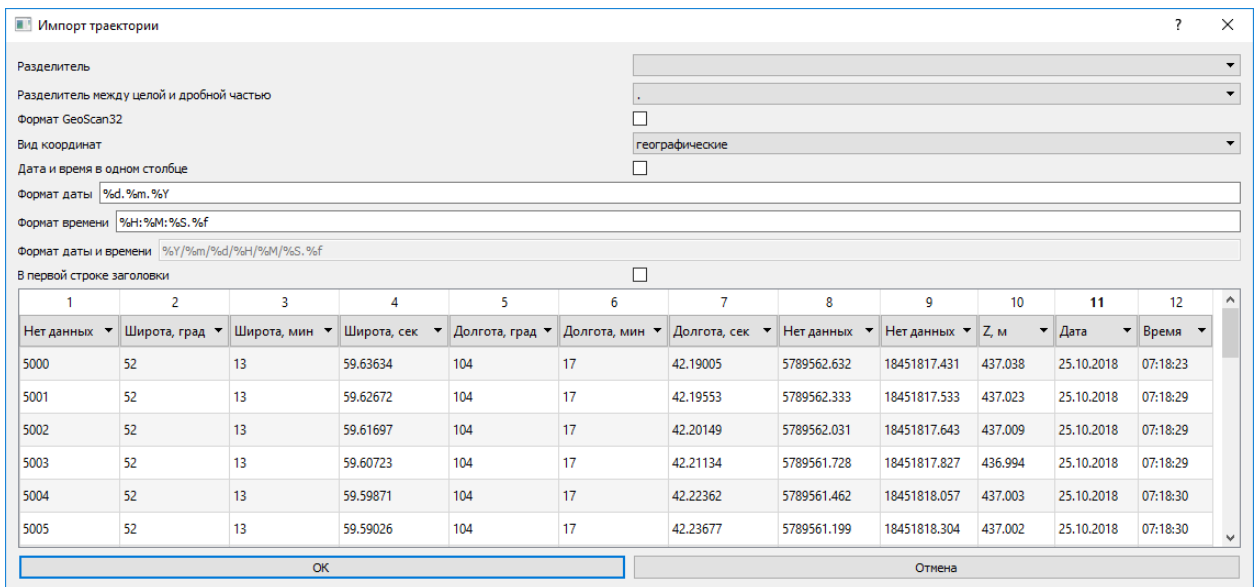 Импорт траектории ?
Разделитель
Разделитель между целой и дробной частью .
Формат GeoScan32
Вид координат географические
Дата и время в одном столбце
Формат даты %d.%m.%Y
Формат времени %H:%M:%S.%f
Формат даты и времени %Y/%m/%d/%H/%M/%S.%f
В первой строке заголовки
1 2 3 4 5 6 7 8 9 10 11 12
Нет данных Широта, град Широта, мин Широта, сек Долгота, град Долгота, мин Долгота, сек Нет данных Нет данных Z, м Дата Время
5000 52 13 59.63634 104 17 42.19005 5789562.632 18451817.431 437.038 25.10.2018 07:18:23
5001 52 13 59.62672 104 17 42.19553 5789562.333 18451817.533 437.023 25.10.2018 07:18:29
5002 52 13 59.61697 104 17 42.20149 5789562.031 18451817.643 437.009 25.10.2018 07:18:29
5003 52 13 59.60723 104 17 42.21134 5789561.728 18451817.827 436.994 25.10.2018 07:18:29
5004 52 13 59.59871 104 17 42.22362 5789561.462 18451818.057 437.003 25.10.2018 07:18:30
5005 52 13 59.59026 104 17 42.23677 5789561.199 18451818.304 437.002 25.10.2018 07:18:30
OK Отмена